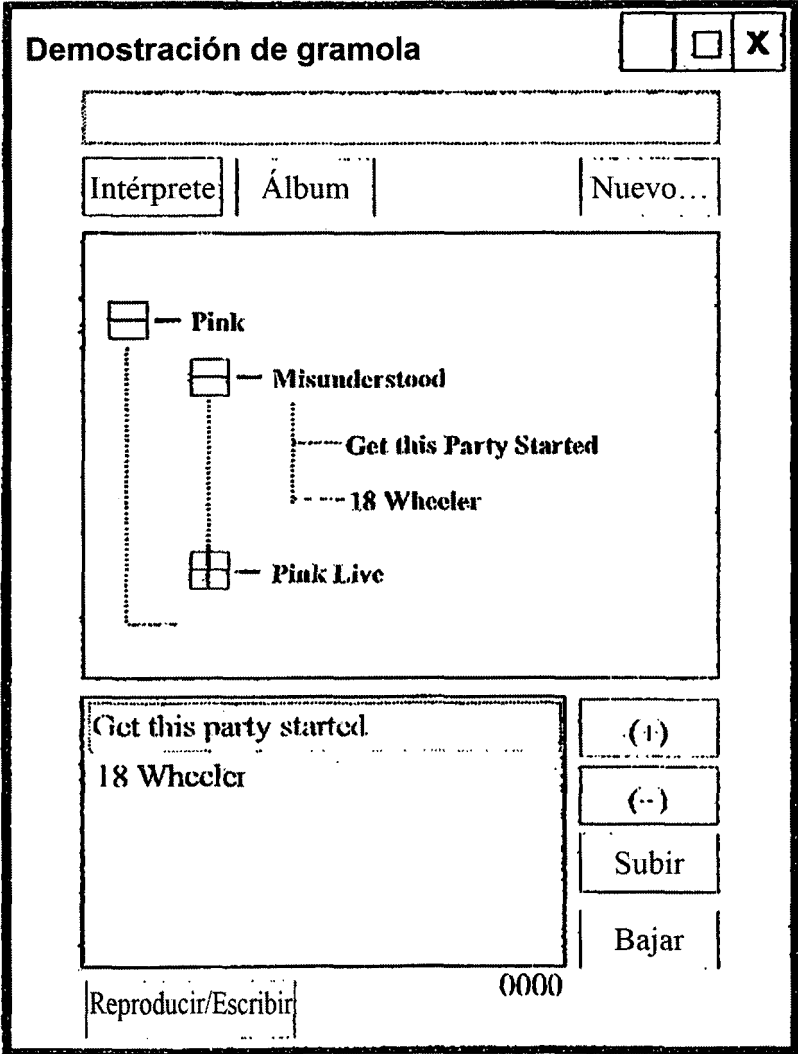 Demostración de gramola
X
Intérprete Álbum Nuevo...
Pink
Misunderstood
Get this Party Started
18 Wheeler
Pink Live
Get this party started
(+)
18 Wheeler
(-)
Subir
Bajar
0000
Reproducir/Escribir